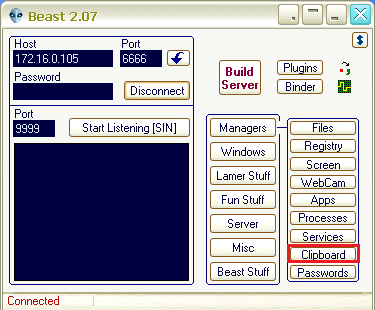 Beast 2.07
Host Port
172.16.0.105 6666
Password
Disconnect
Port
9999 Start Listening [SIN]
Build
Server
Plugins
Binder
Managers
Windows
Lamer Stuff
Fun Stuff
Server
Misc
Beast Stuff
Files
Registry
Screen
WebCam
Apps
Processes
Services
Clipboard
Passwords
Connected